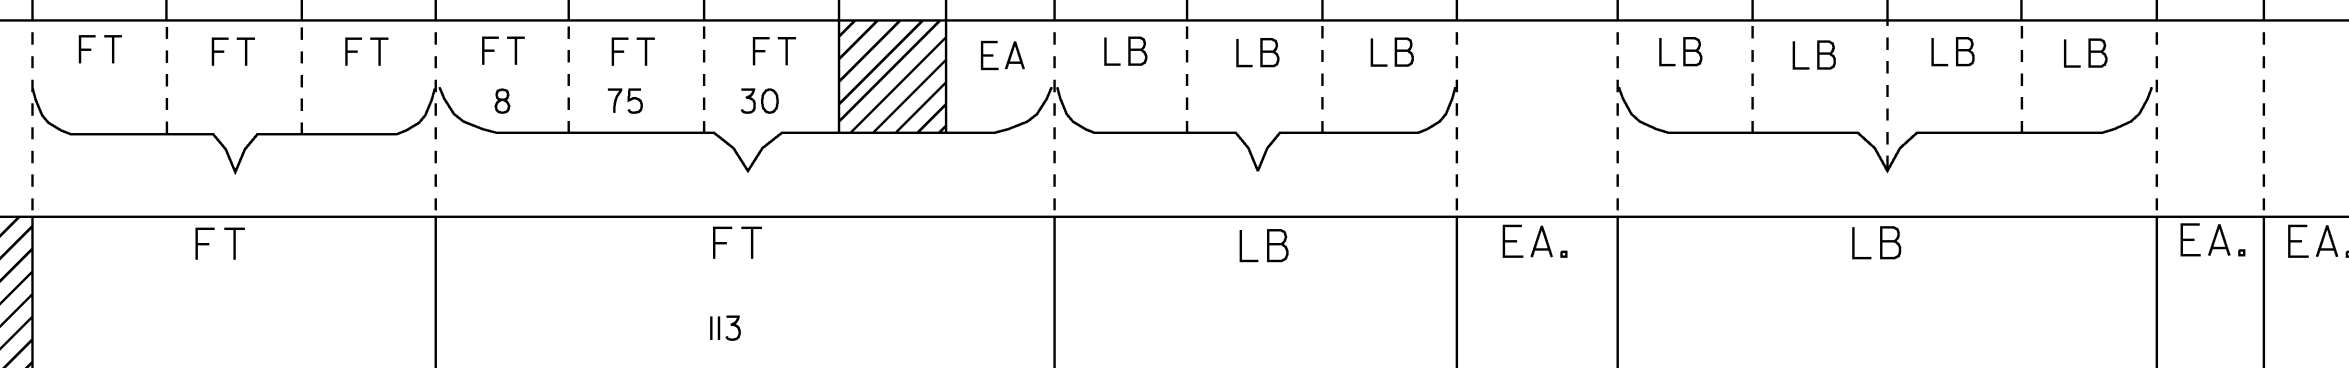 FT FT FT FT FT FT EA LB LB LB LB LB LB LB
8 75 30
FT FT LB EA. LB EA. EA.
113